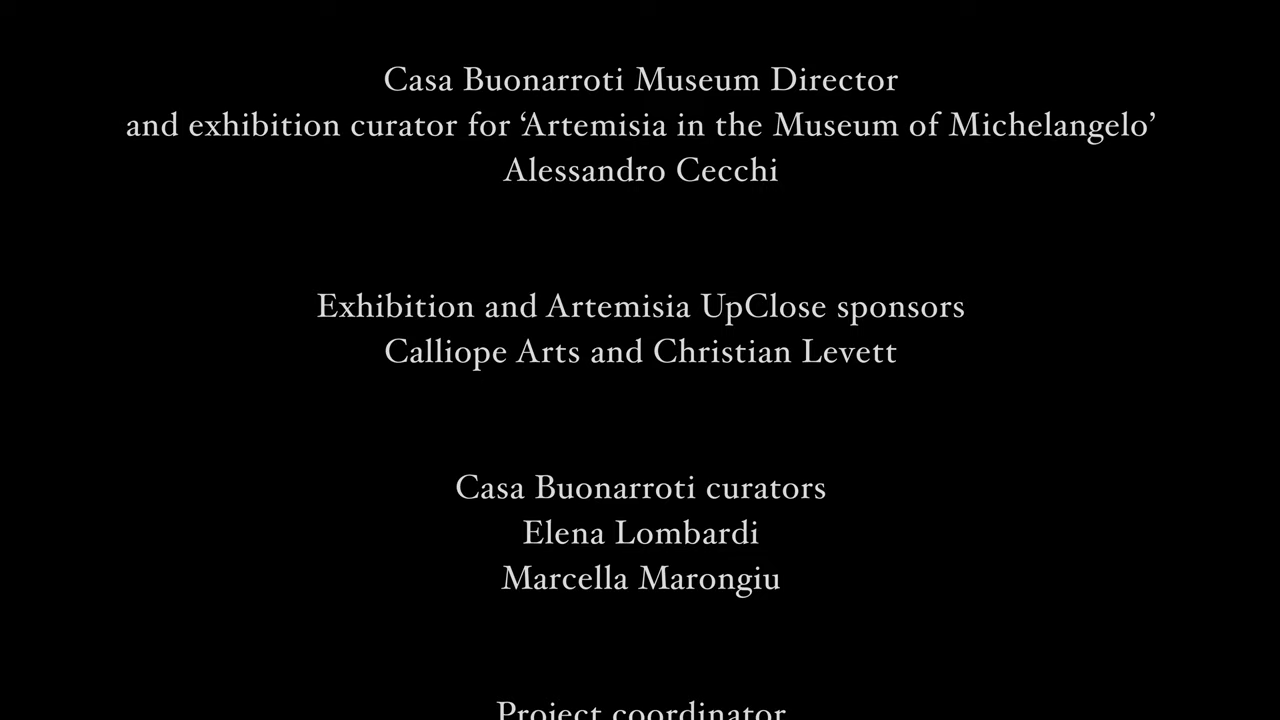 Casa Buonarroti Museum Director
and exhibition curator for ‘Artemisia in the Museum of Michelangelo’
Alessandro Cecchi
Exhibition and Artemisia UpClose sponsors
Calliope Arts and Christian Levett
Casa Buonarroti curators
Elena Lombardi
Marcella Marongiu
Project coordinator